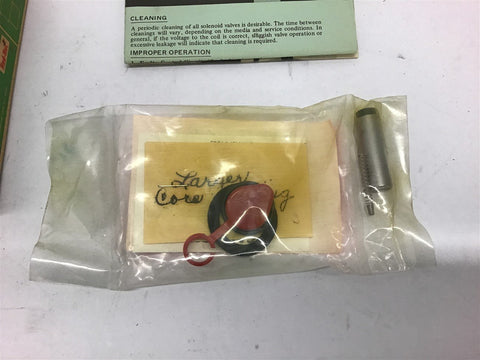 CLEANING
A periodic cleaning of all solenoid valves is desirable. The time between
cleanings will vary, depending on the media and service conditions. In
general, if the voltage to the coil is correct, sluggish valve operation or
excessive leakage will indicate that cleaning is required.
IMPROPER OPERATION
Larger
Core